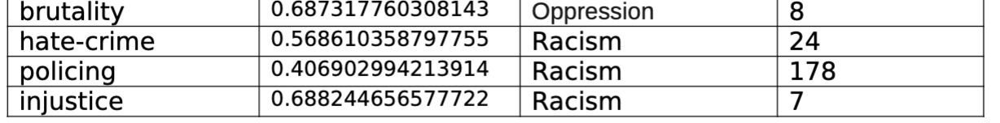 brutality 0.687317760308143 Oppression 8
hate-crime 0.568610358797755 Racism 24
policing 0.406902994213914 Racism 178
injustice 0.688244656577722 Racism 7